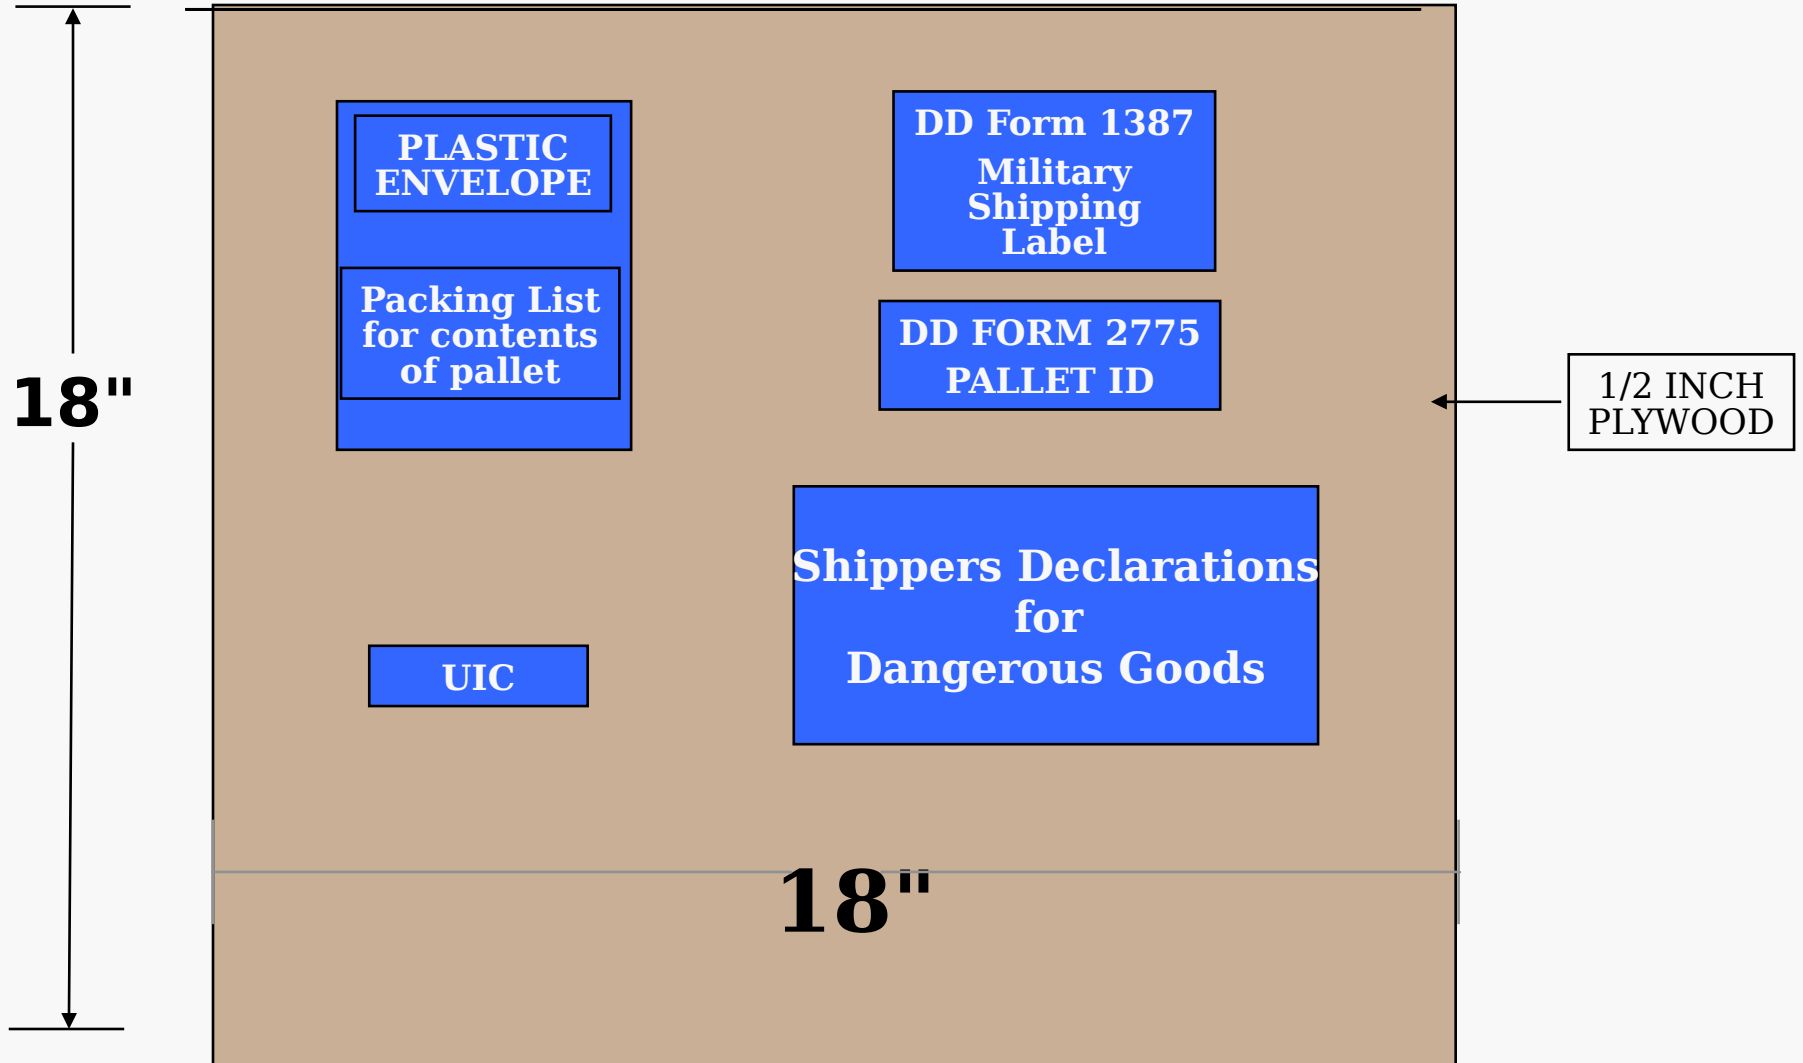 PLASTIC
ENVELOPE
Packing List
for contents
of pallet
DD Form 1387
Military
Shipping
Label
DD FORM 2775
PALLET ID
18"
1/2 INCH
PLYWOOD
Shippers Declarations
for
Dangerous Goods
UIC
18"